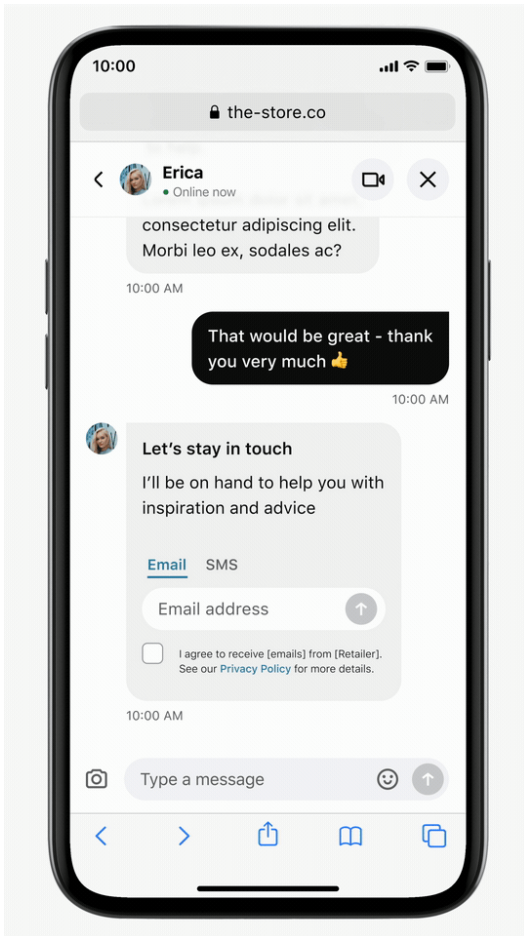 10:00
the-store.co
Erica
Online now
consectetur adipiscing elit.
Morbi leo ex, sodales ac?
10:00 AM
That would be great - thank
you very much 👍
10:00 AM
Let’s stay in touch
I’ll be on hand to help you with
inspiration and advice
Email SMS
Email address
I agree to receive [emails] from [Retailer].
See our Privacy Policy for more details.
10:00 AM
Type a message